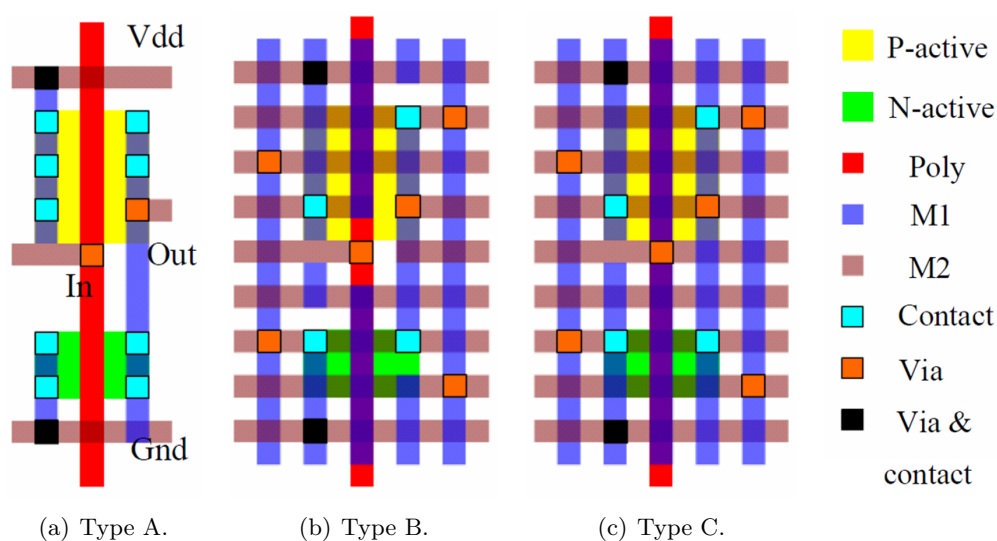 Vdd
Out
In
Gnd
P-active
N-active
Poly
M1
M2
Contact
Via
Via &
contact
(a) Type A.
(b) Type B.
(c) Type C.